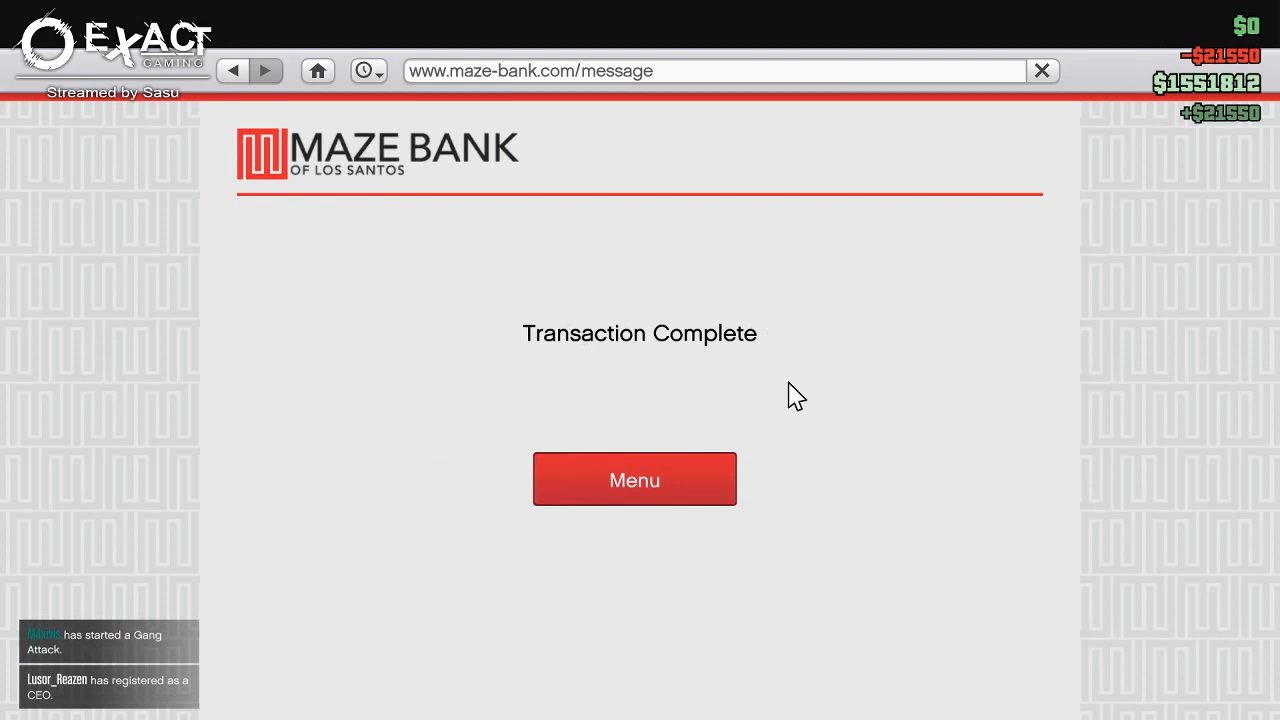 EXACT
GAMING
Streamed by Sasu
www.maze-bank.com/message
$0
-$21550
$1551812
+$21550
MAZE BANK
OF LOS SANTOS
Transaction Complete
Menu
has started a Gang
Attack.
Lusor_Reazen has registered as a
CEO.